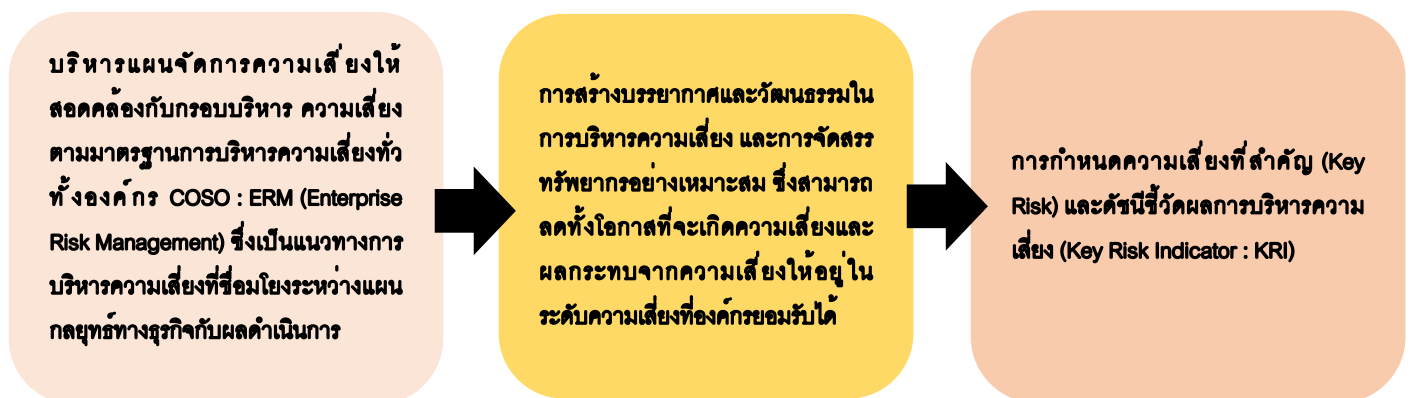 บริหารแผนจัดการความเสี่ยงให้
สอดคล้องกับกรอบบริหาร ความเสี่ยง
ตามมาตรฐานการบริหารความเสี่ยงทั่ว
ทั้งองค์กร COSO : ERM (Enterprise
Risk Management) ซึ่งเป็นแนวทางการ
บริหารความเสี่ยงที่ชื่อมโยงระหว่างแผน
กลยุทธ์ทางธุรกิจกับผลดำเนินการ
การสร้างบรรยากาศและวัฒนธรรมใน
การบริหารความเสี่ยง และการจัดสรร
ทรัพยากรอย่างเหมาะสม ซึ่งสามารถ
ลดทั้งโอกาสที่จะเกิดความเสี่ยงและ
ผลกระทบจากความเสี่ยงให้อยู่ใน
ระดับความเสี่ยงที่องค์กรยอมรับได้
การกำหนดความเสี่ยงที่สำคัญ (Key
Risk) และดัชนีชี้วัดผลการบริหารความ
เสี่ยง (Key Risk Indicator : KRI)